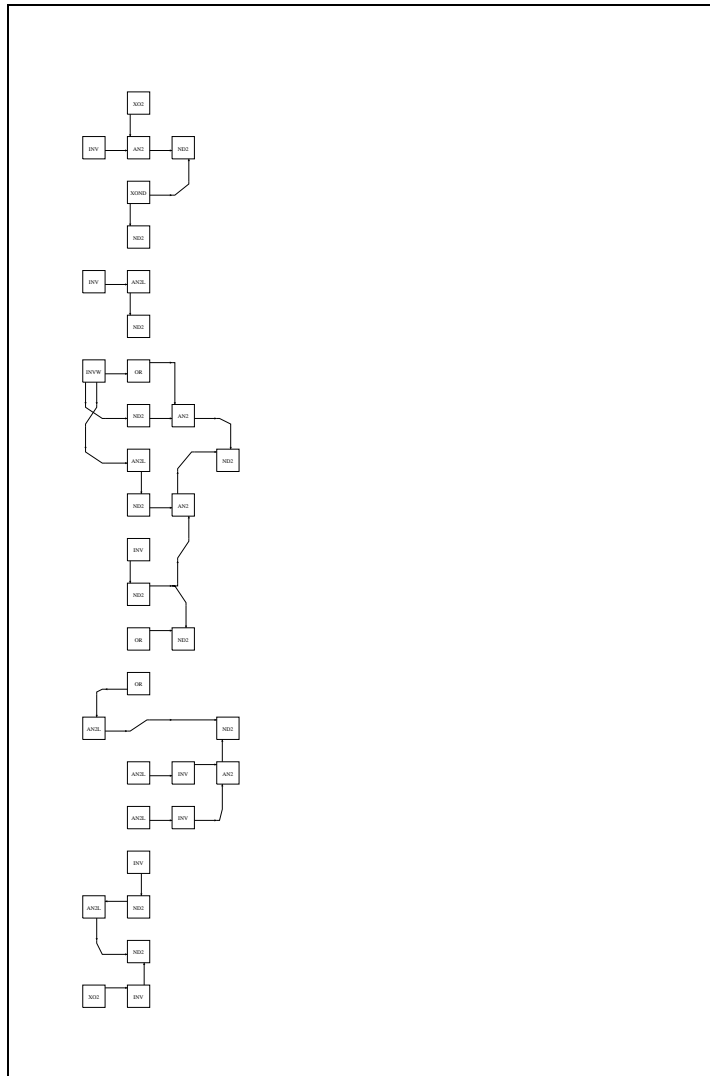 XO2
INV AN2 ND2
XOND
ND2
INV AN2L
ND2
INVW OR
ND2 AN2
AN2L ND2
ND2 AN2
INV
ND2
OR ND2
OR
AN2L ND2
AN2L INV AN2
AN2L INV
INV
AN2L ND2
ND2
XO2 INV